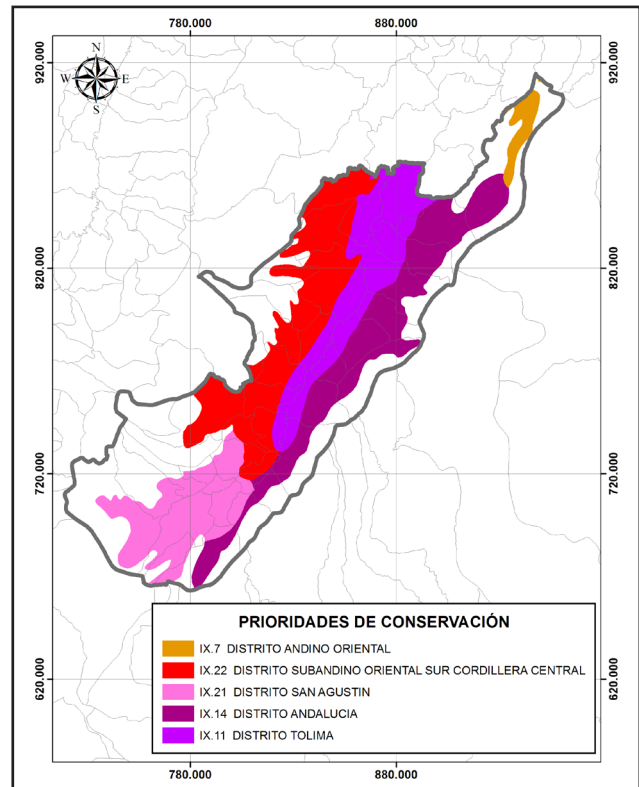 780.000 880.000
920.000 920.000
N
W E
S
820.000 820.000
720.000 720.000
620.000 620.000
PRIORIDADES DE CONSERVACIÓN
IX.7 DISTRITO ANDINO ORIENTAL
IX.22 DISTRITO SUBANDINO ORIENTAL SUR CORDILLERA CENTRAL
IX.21 DISTRITO SAN AGUSTIN
IX.14 DISTRITO ANDALUCIA
IX.11 DISTRITO TOLIMA
780.000 880.000